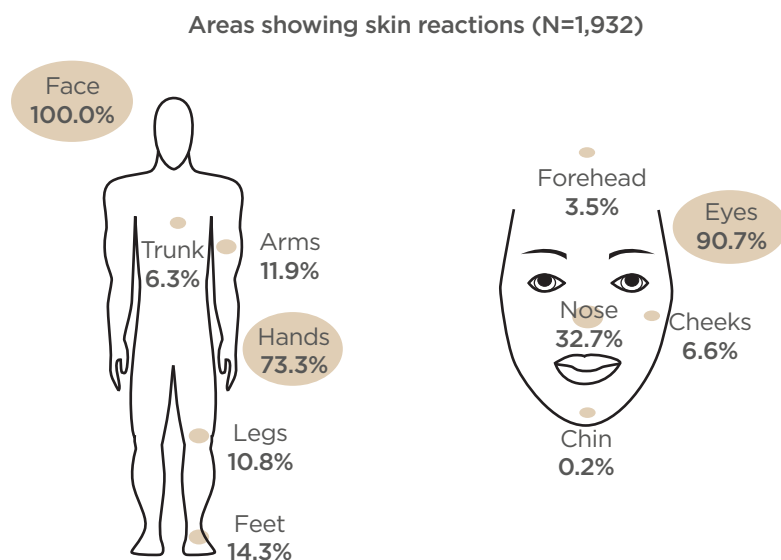 Areas showing skin reactions (N=1,932)
Face
100.0%
Trunk
6.3%
Arms
11.9%
Hands
73.3%
Legs
10.8%
Feet
14.3%
Forehead
3.5%
Eyes
90.7%
Nose
32.7%
Cheeks
6.6%
Chin
0.2%